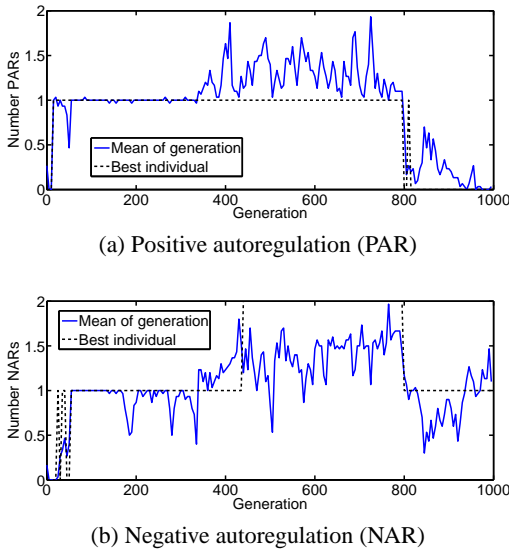 2
1.5
1
0.5
0
Number PARs
Mean of generation
Best individual
0 200 400 600 800 1000
Generation
(a) Positive autoregulation (PAR)
2
1.5
1
0.5
0
Number NARs
Mean of generation
Best individual
0 200 400 600 800 1000
Generation
(b) Negative autoregulation (NAR)